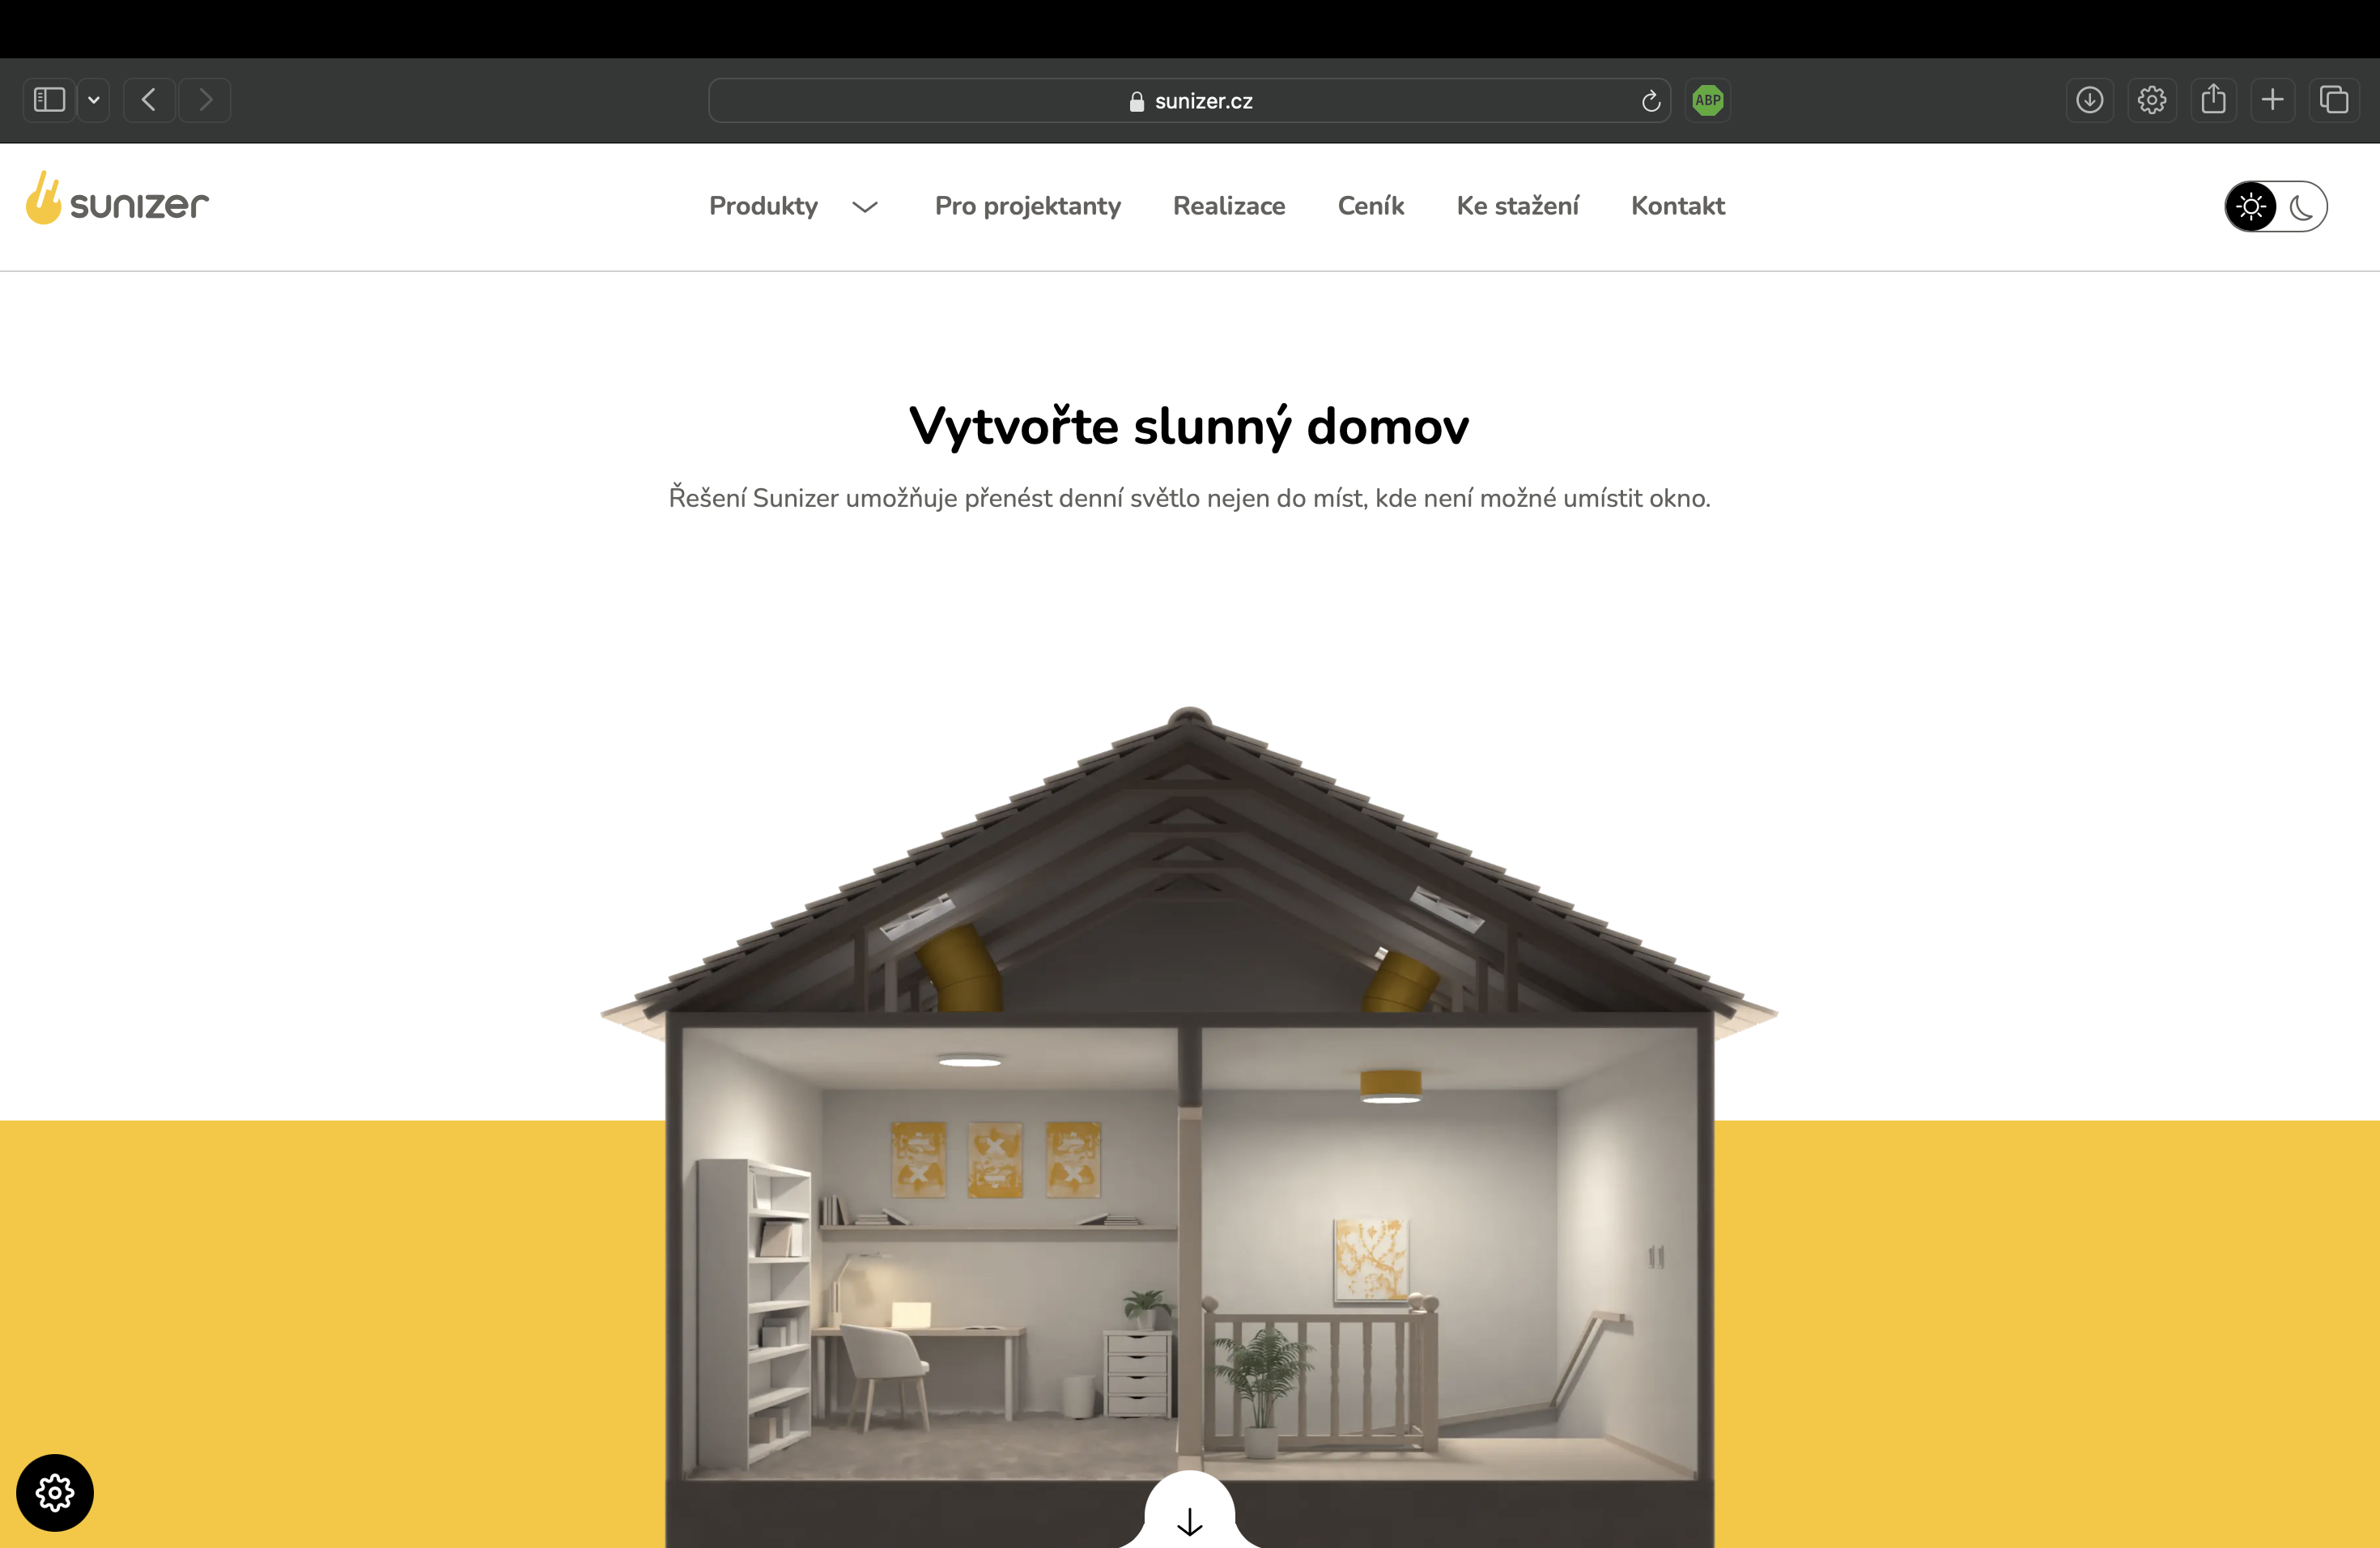 sunizer.cz
ABP
sunizer
Produkty
Pro projektanty
Realizace
Ceník
Ke stažení
Kontakt
Vytvořte slunný domov
Řešení Sunizer umožňuje přenést denní světlo nejen do míst, kde není možné umístit okno.